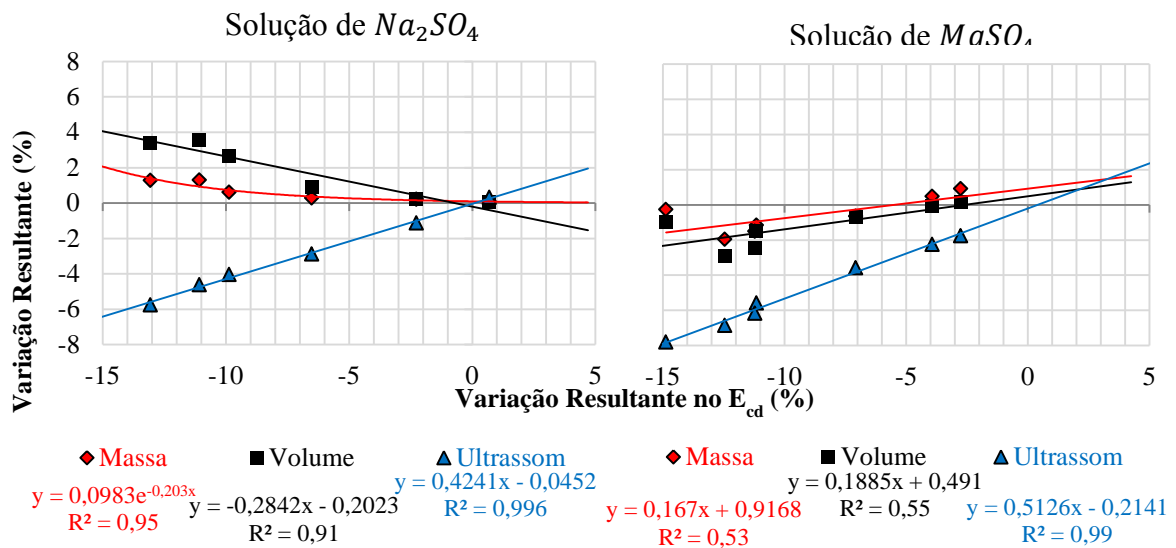 Solução de Na₂SO₄
Solução de MgSO₄
Variação Resultante (%)
8
6
4
2
0
-2
-4
-6
-8
-15
-10
-5
0
5
-15
-10
-5
0
5
Variação Resultante no E_cd (%)
Massa
Volume
Ultrassom
Massa
Volume
Ultrassom
y = 0,0983e^-0,203x
R² = 0,95
y = -0,2842x - 0,2023
R² = 0,91
y = 0,4241x - 0,0452
R² = 0,996
y = 0,167x + 0,9168
R² = 0,53
y = 0,1885x + 0,491
R² = 0,55
y = 0,5126x - 0,2141
R² = 0,99